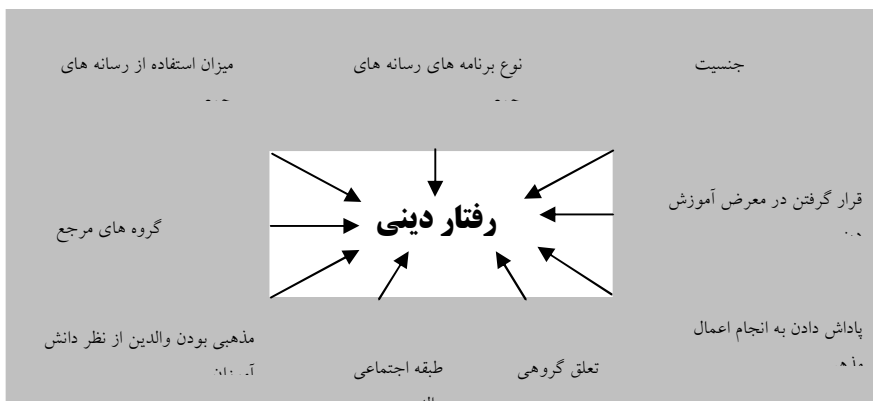 جنسیت
نوع برنامه های رسانه های
میزان استفاده از رسانه های
قرار گرفتن در معرض آموزش
رفتار دینی
گروه های مرجع
پاداش دادن به انجام اعمال
تعلق گروهی
طبقه اجتماعی
مذهبی بودن والدین از نظر دانش